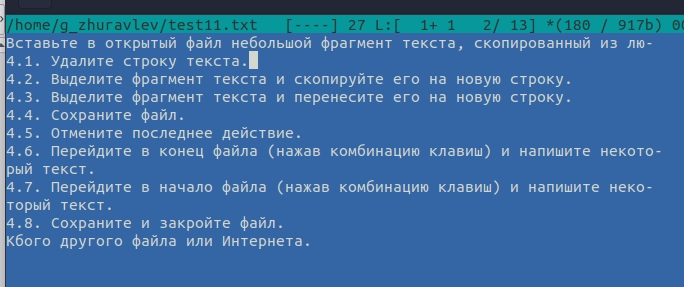 /home/g_zhuravlev/test11.txt [----] 27 L:[ 1+ 1 2/ 13] *(180 / 917b)
Вставьте в открытый файл небольшой фрагмент текста, скопированный из лю-
4.1. Удалите строку текста.
4.2. Выделите фрагмент текста и скопируйте его на новую строку.
4.3. Выделите фрагмент текста и перенесите его на новую строку.
4.4. Сохраните файл.
4.5. Отмените последнее действие.
4.6. Перейдите в конец файла (нажав комбинацию клавиш) и напишите некото-
рый текст.
4.7. Перейдите в начало файла (нажав комбинацию клавиш) и напишите неко-
торый текст.
4.8. Сохраните и закройте файл.
Кбого другого файла или Интернета.